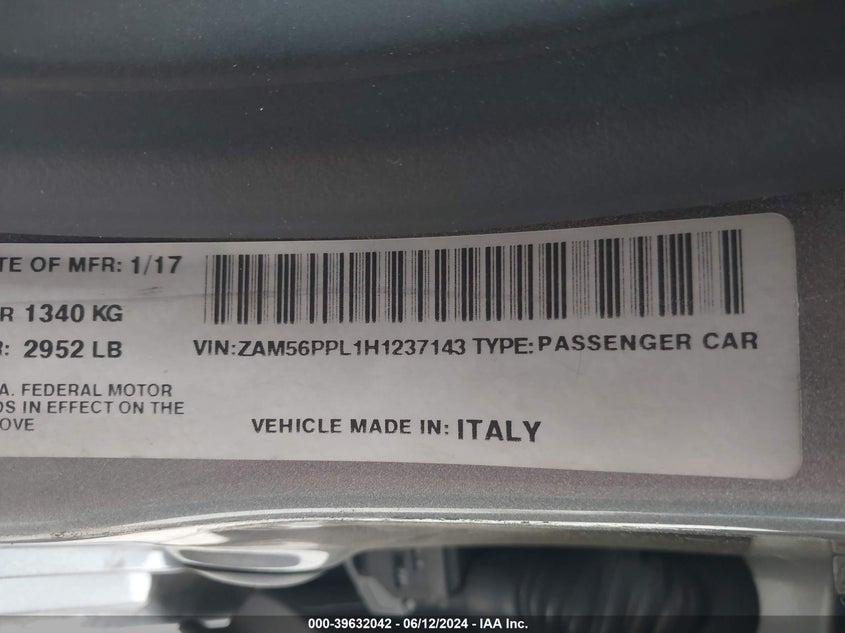 TE OF MFR: 1/17
R 1340 KG
R: 2952 LB
VIN:ZAM56PPL1H1237143 TYPE:PASSENGER CAR
A. FEDERAL MOTOR
DS IN EFFECT ON THE
OVE
VEHICLE MADE IN: ITALY
000-39632042 - 06/12/2024 - IAA Inc.